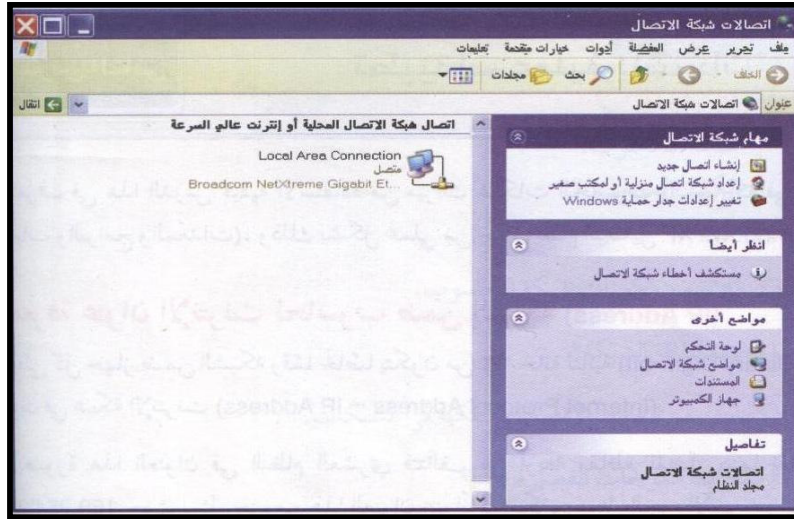 اتصالات شبكة الاتصال
ملف تحرير عرض المفضلة أدوات خيارات متقدمة تعليمات
الخلف بحث مجلدات
عنوان اتصالات شبكة الاتصال انتقال
مهام شبكة الاتصال
إنشاء اتصال جديد
إعداد شبكة اتصال منزلية أو لمكتب صغير
تغيير إعدادات جدار حماية Windows
انظر أيضا
مستكشف أخطاء شبكة الاتصال
مواضع أخرى
لوحة التحكم
مواضع شبكة الاتصال
المستندات
جهاز الكمبيوتر
تفاصيل
اتصالات شبكة الاتصال
مجلد النظام
اتصال شبكة الاتصال المحلية أو إنترنت عالي السرعة
Local Area Connection
متصل
Broadcom NetXtreme Gigabit Et...